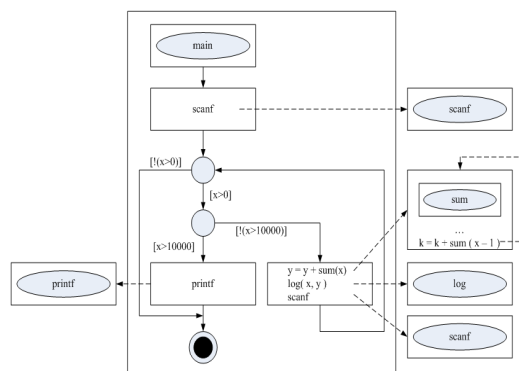 main
scanf
scanf
[!(x>0)]
[x>0]
sum
...
k = k + sum ( x – 1 )
[!(x>10000)]
[x>10000]
printf
printf
y = y + sum(x)
log( x, y )
scanf
log
scanf